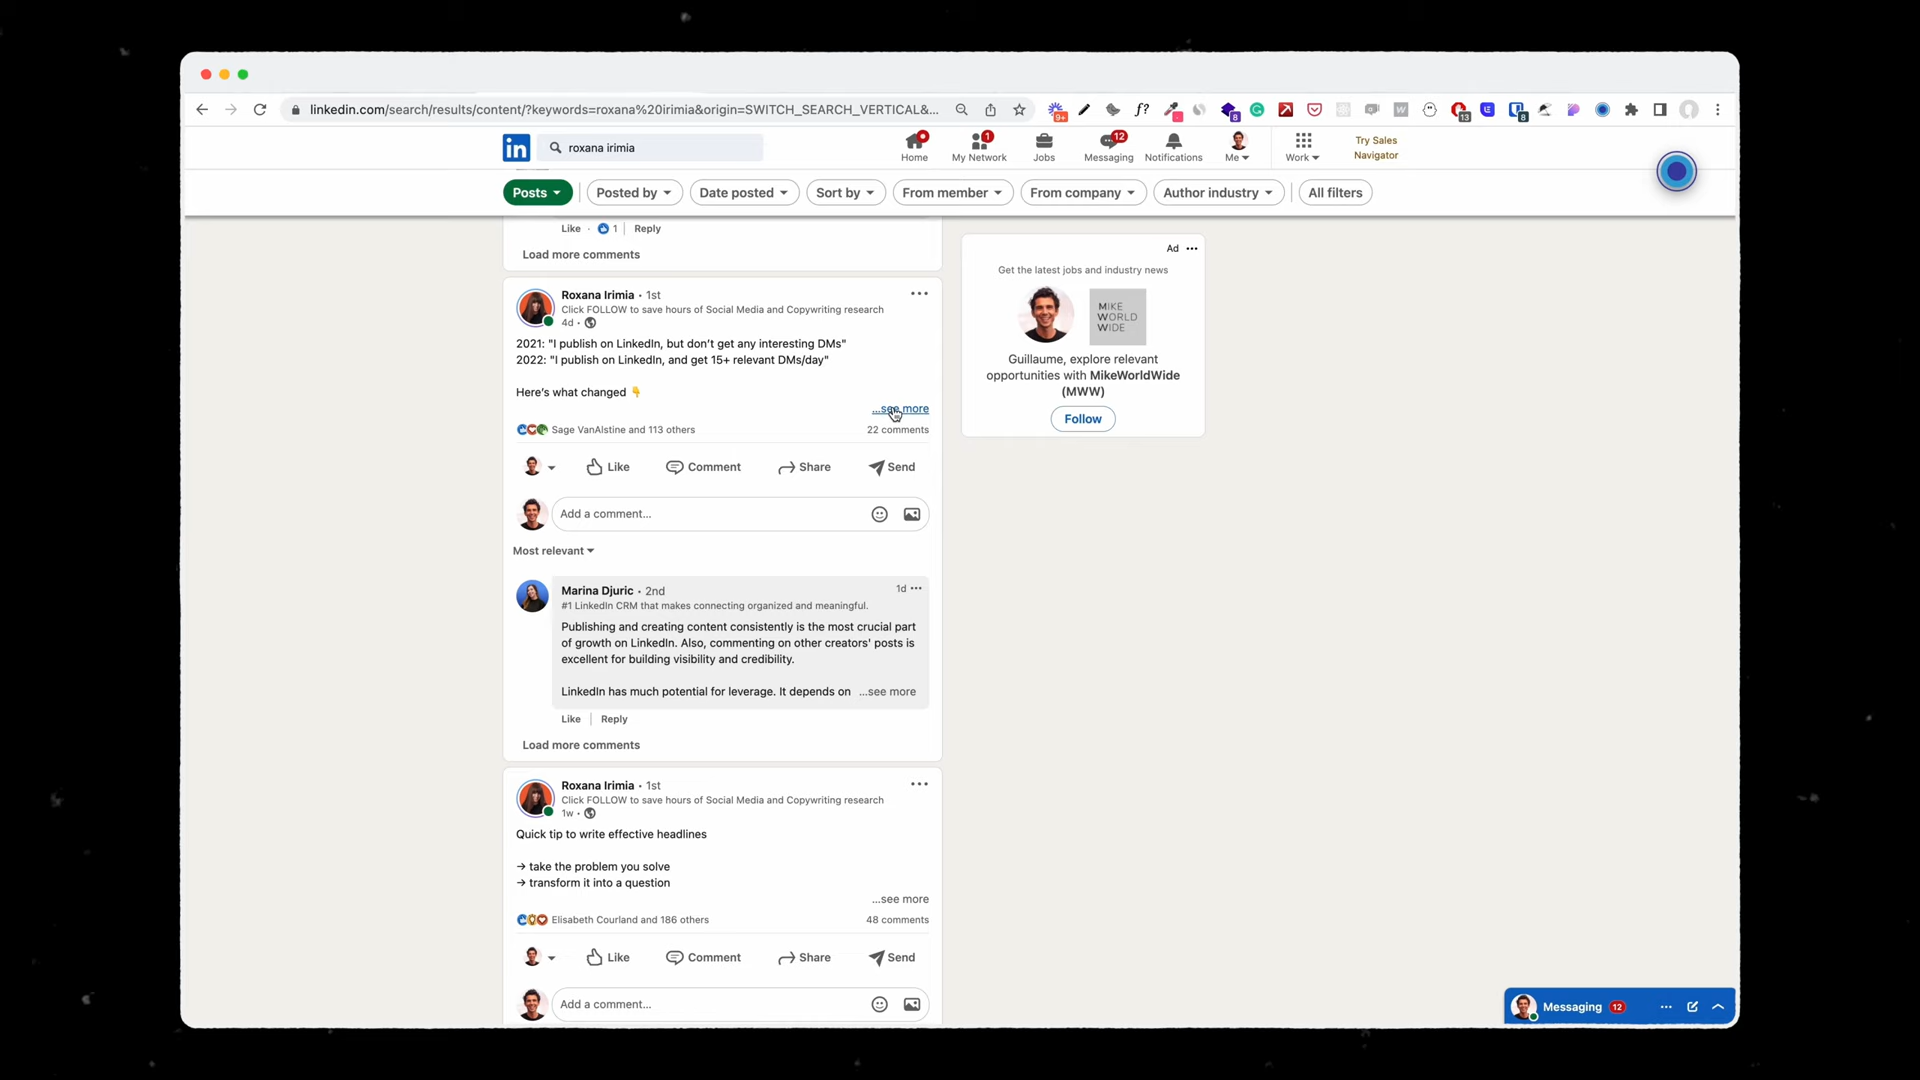 linkedin.com/search/results/content/?keywords=roxana%20irimia&origin=SWITCH_SEARCH_VERTICAL&...
f?
9+
8
W
13
8
in
roxana irimia
Home
1
My Network
Jobs
12
Messaging
Notifications
Me
Work
Try Sales
Navigator
Posts
Posted by
Date posted
Sort by
From member
From company
Author industry
All filters
Like · 1 | Reply
Load more comments
Roxana Irimia · 1st
Click FOLLOW to save hours of Social Media and Copywriting research
4d ·
2021: "I publish on LinkedIn, but don't get any interesting DMs"
2022: "I publish on LinkedIn, and get 15+ relevant DMs/day"
Here's what changed 👇
...see more
Sage VanAlstine and 113 others
22 comments
Like
Comment
Share
Send
Add a comment...
Most relevant
Marina Djuric · 2nd
1d
#1 LinkedIn CRM that makes connecting organized and meaningful.
Publishing and creating content consistently is the most crucial part
of growth on LinkedIn. Also, commenting on other creators' posts is
excellent for building visibility and credibility.
LinkedIn has much potential for leverage. It depends on ...see more
Like | Reply
Load more comments
Roxana Irimia · 1st
Click FOLLOW to save hours of Social Media and Copywriting research
1w ·
Quick tip to write effective headlines
→ take the problem you solve
→ transform it into a question
...see more
Elisabeth Courland and 186 others
48 comments
Like
Comment
Share
Send
Add a comment...
Ad
Get the latest jobs and industry news
MIKE
WORLD
WIDE
Guillaume, explore relevant
opportunities with MikeWorldWide
(MWW)
Follow
Messaging 12